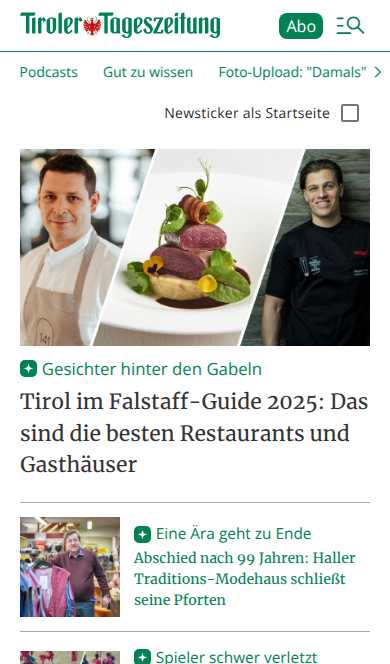 Tiroler Tageszeitung
Abo
Podcasts Gut zu wissen Foto-Upload: "Damals"
Newsticker als Startseite
Gesichter hinter den Gabeln
Tirol im Falstaff-Guide 2025: Das
sind die besten Restaurants und
Gasthäuser
Eine Ära geht zu Ende
Abschied nach 99 Jahren: Haller
Traditions-Modehaus schließt
seine Pforten
Spieler schwer verletzt